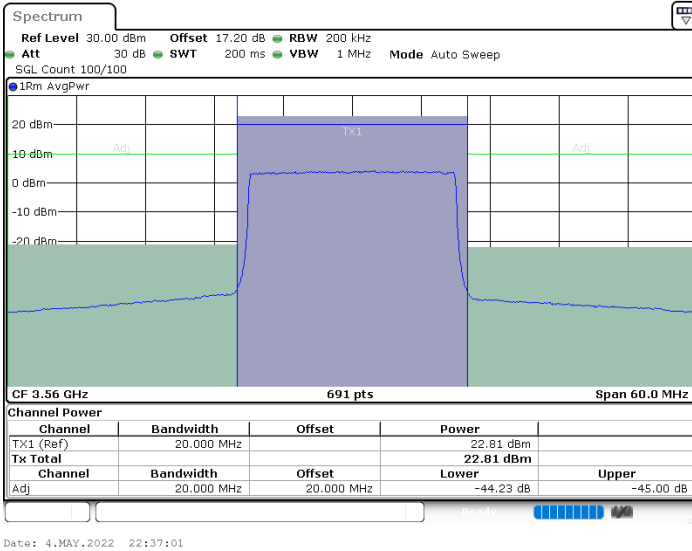 Spectrum
Ref Level 30.00 dBm Offset 17.20 dB RBW 200 kHz
Att 30 dB SWT 200 ms VBW 1 MHz Mode Auto Sweep
SGL Count 100/100
1Rm AvgPwr
20 dBm
TX1
Adj Adj
10 dBm
0 dBm
-10 dBm
-20 dBm
CF 3.56 GHz 691 pts Span 60.0 MHz
Channel Power
Channel Bandwidth Offset Power
TX1 (Ref) 20.000 MHz 22.81 dBm
Tx Total 22.81 dBm
Channel Bandwidth Offset Lower Upper
Adj 20.000 MHz 20.000 MHz -44.23 dB -45.00 dB
Ready
Date: 4.MAY.2022 22:37:01